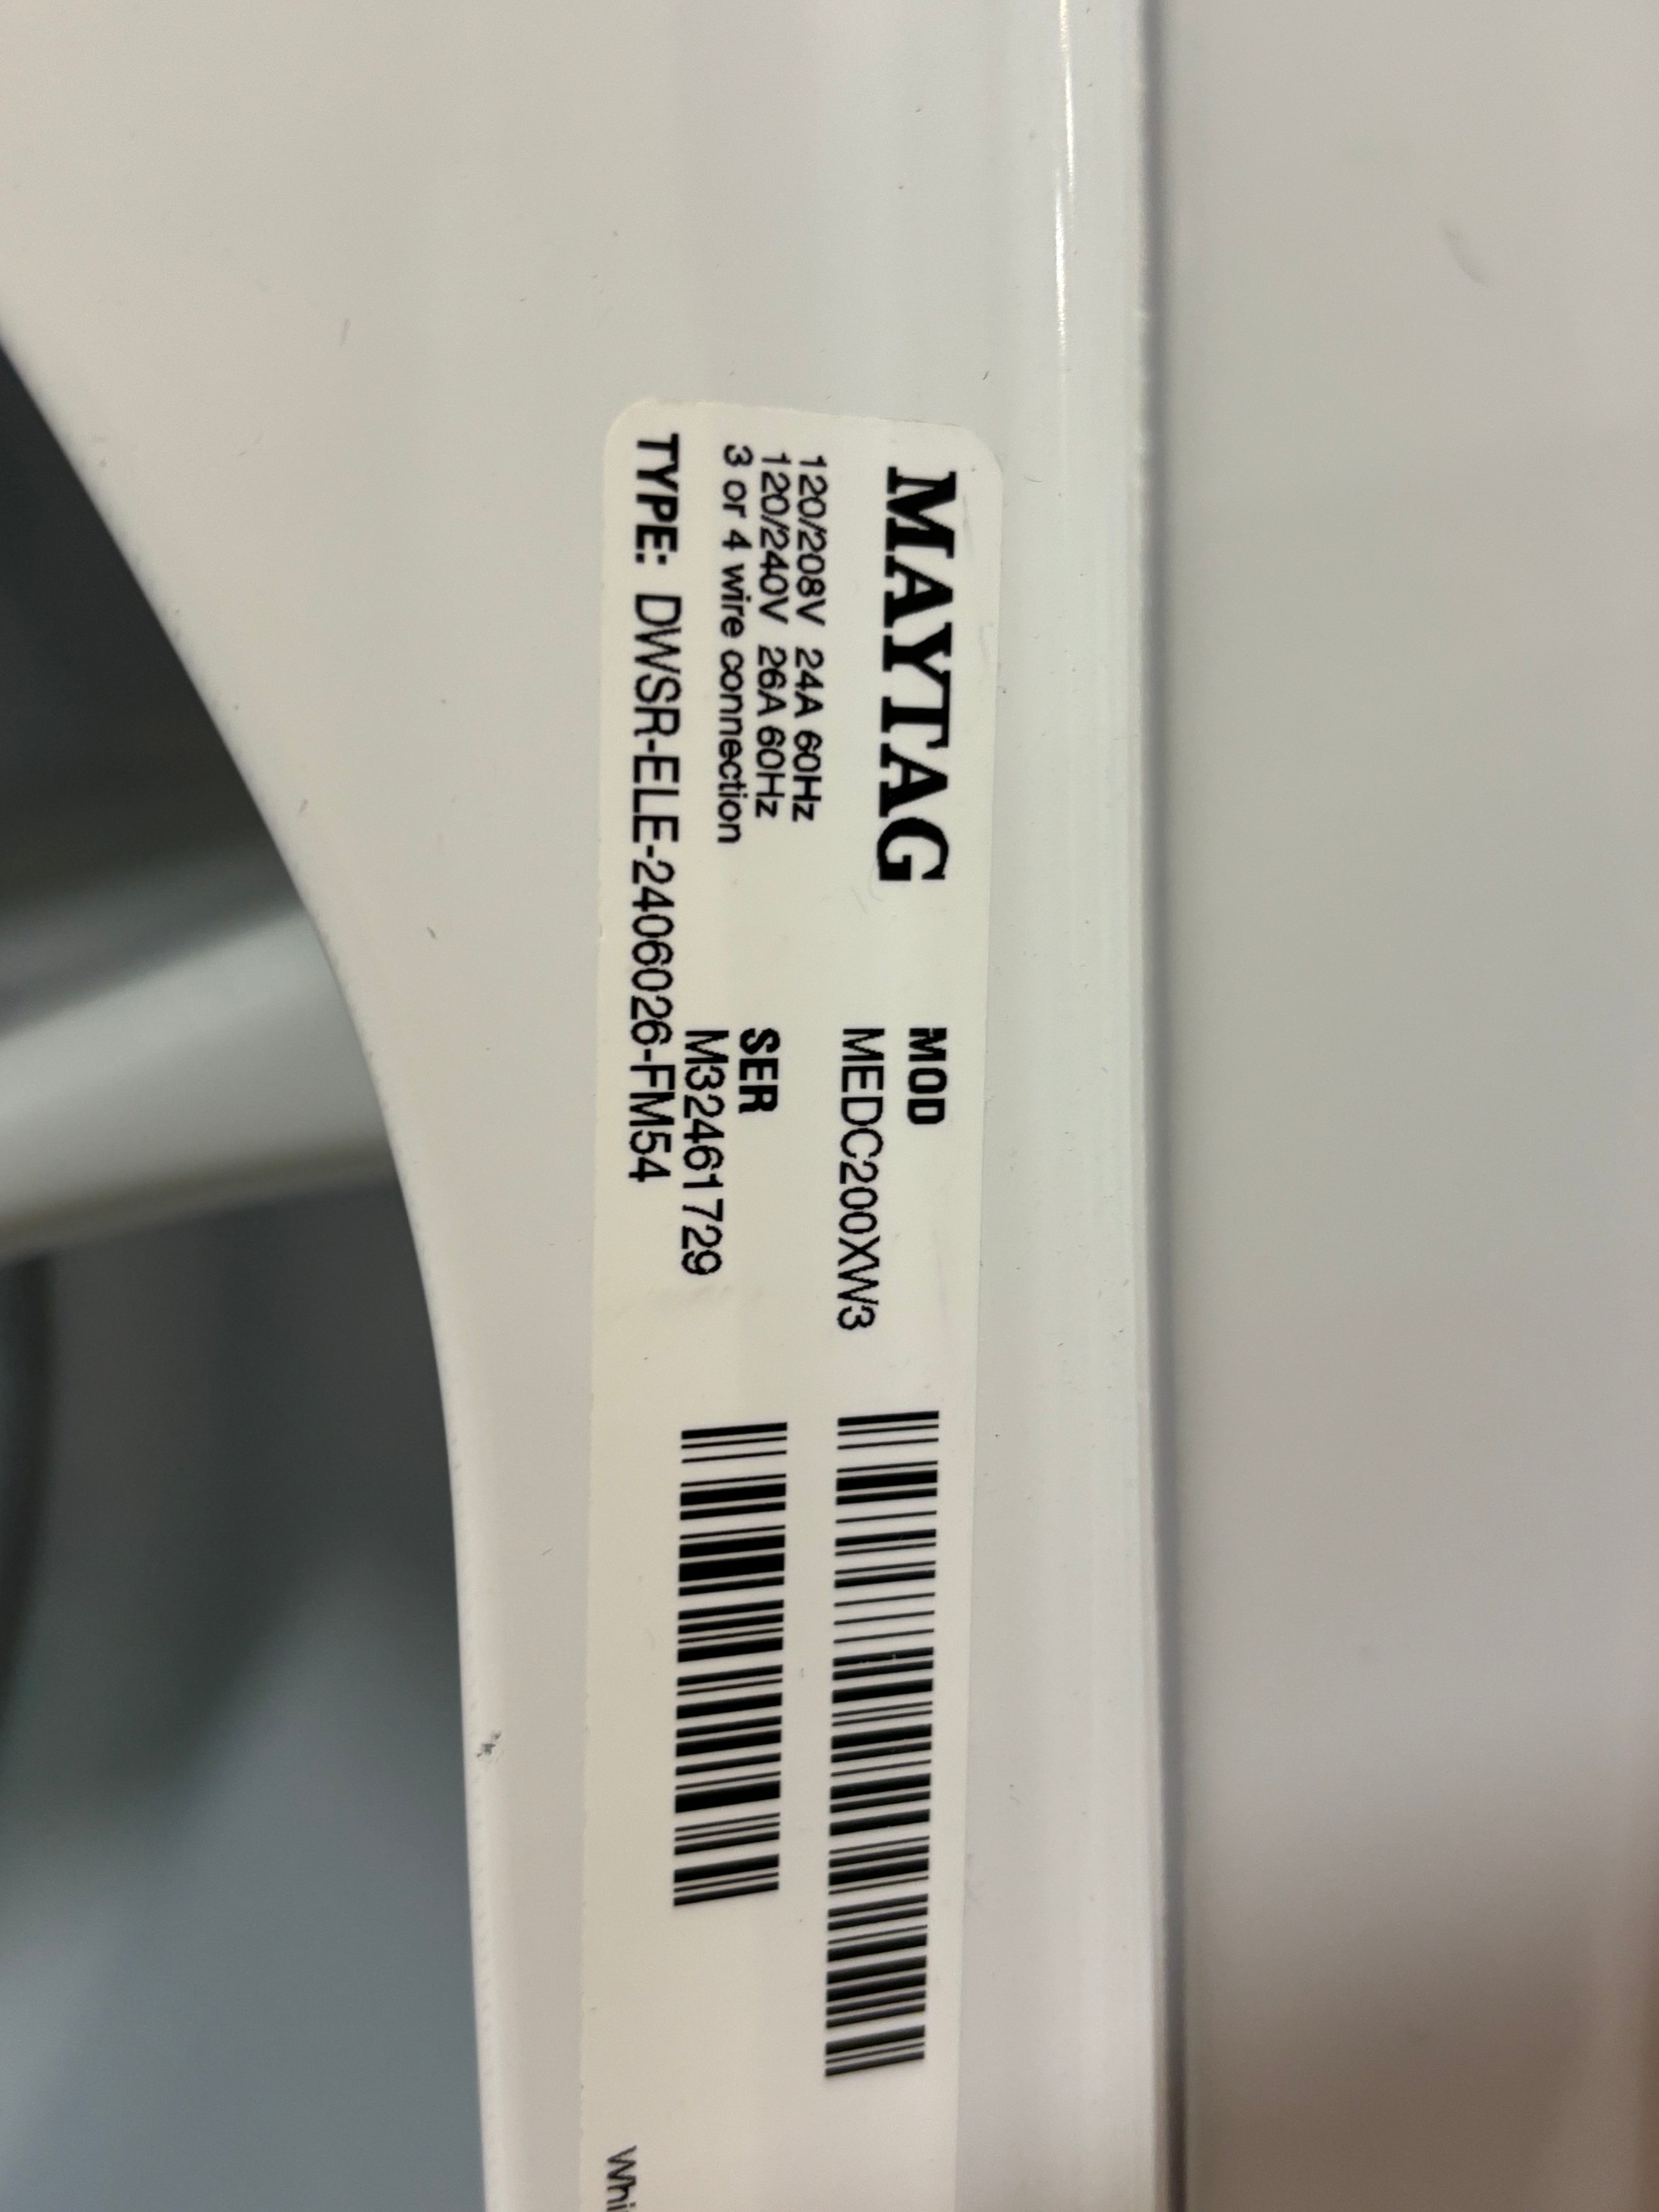 MAYTAG
120/208V 24A 60Hz
120/240V 26A 60Hz
3 or 4 wire connection
MOD
MEDC200XW3
SER
M32461729
TYPE: DWSR-ELE-2406026-FM54